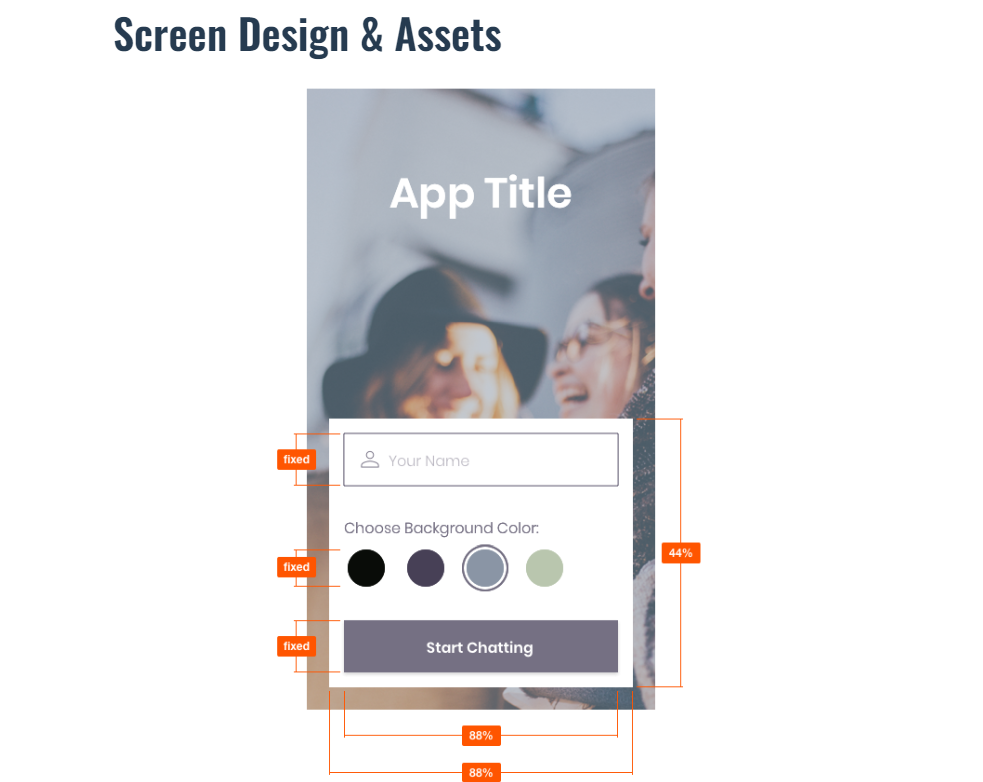 Screen Design & Assets
App Title
fixed
Your Name
Choose Background Color:
fixed
44%
fixed
Start Chatting
88%
88%